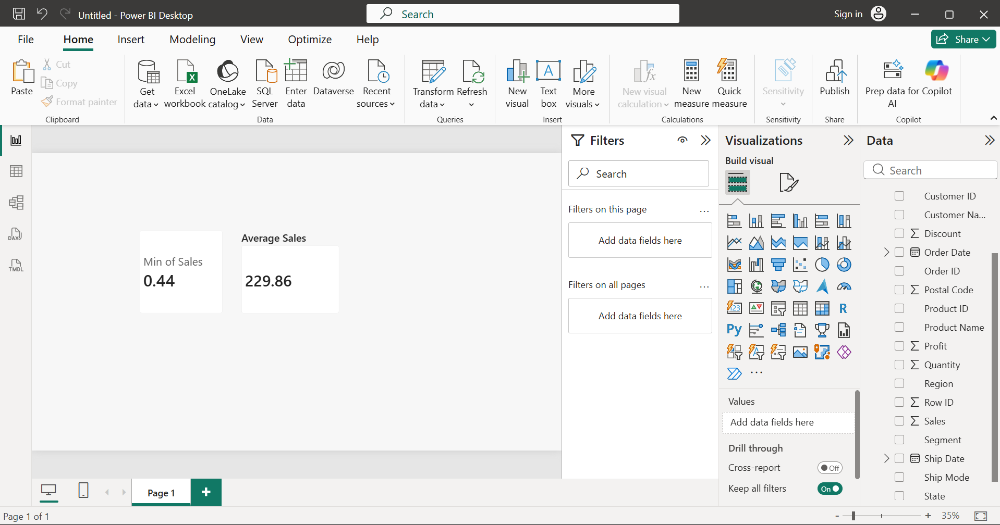 Untitled - Power BI Desktop
Search
Sign in
File
Home
Insert
Modeling
View
Optimize
Help
Share
Paste
Cut
Copy
Format painter
Clipboard
Get data
Excel workbook
OneLake catalog
SQL Server
Enter data
Dataverse
Recent sources
Data
Transform data
Refresh
Queries
New visual
Text box
More visuals
Insert
New visual calculation
New measure
Quick measure
Calculations
Sensitivity
Sensitivity
Publish
Share
Prep data for AI
Copilot
Copilot
DAX
TMDL
Min of Sales
0.44
Average Sales
229.86
Filters
Search
Filters on this page
...
Add data fields here
Filters on all pages
...
Add data fields here
Visualizations
Build visual
123
R
Py
...
Values
Add data fields here
Drill through
Cross-report
Off
Keep all filters
On
Data
Search
Customer ID
Customer Na...
Discount
Order Date
Order ID
Postal Code
Product ID
Product Name
Profit
Quantity
Region
Row ID
Sales
Segment
Ship Date
Ship Mode
State
Page 1
Page 1 of 1
- + 35%